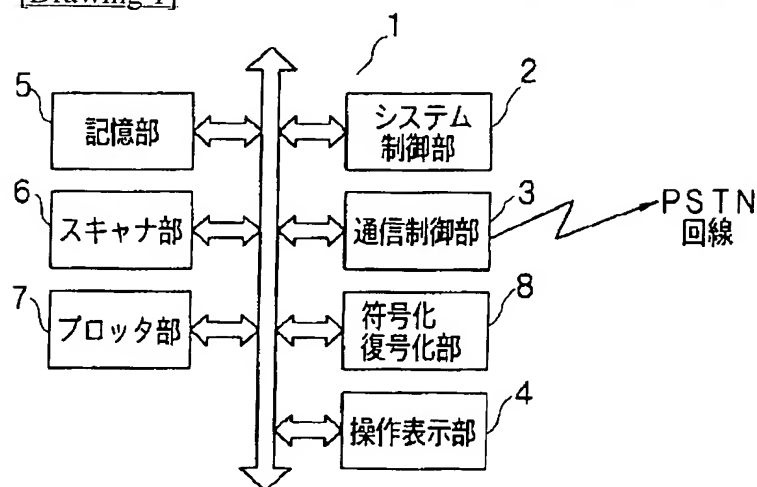 [Drawing 1]
1
5
記憶部
2
システム
制御部
6
スキャナ部
3
通信制御部
PSTN
回線
7
プロッタ部
8
符号化
復号化部
4
操作表示部